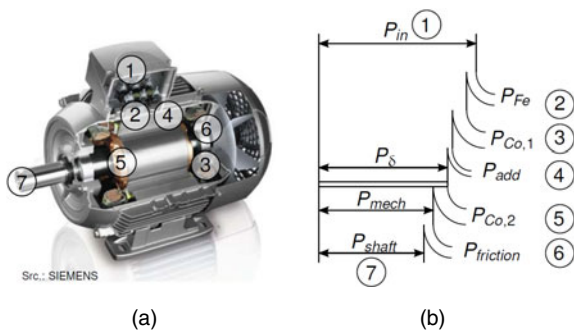 1
2
4
6
5
3
7
Src.: SIEMENS
(a)
P_in 1
P_Fe 2
P_Co,1 3
P_δ
P_add 4
P_mech
P_Co,2 5
P_shaft
P_friction 6
7
(b)